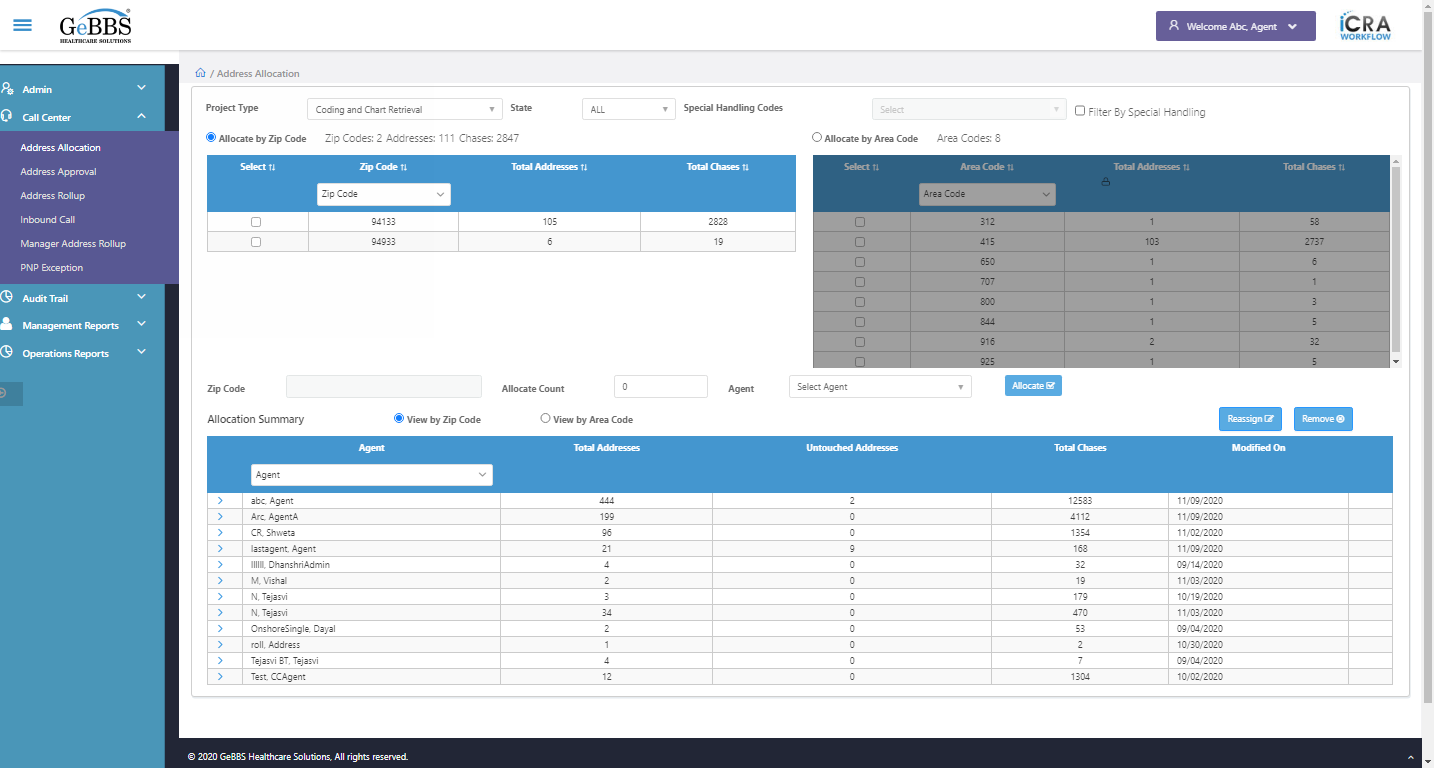 GeBBS
HEALTHCARE SOLUTIONS
Welcome Abc, Agent
iCRA
WORKFLOW
Admin
Call Center
Address Allocation
Address Approval
Address Rollup
Inbound Call
Manager Address Rollup
PNP Exception
Audit Trail
Management Reports
Operations Reports
/ Address Allocation
Project Type Coding and Chart Retrieval State ALL Special Handling Codes Select Filter By Special Handling
Allocate by Zip Code Zip Codes: 2 Addresses: 111 Chases: 2847
Select Zip Code Total Addresses Total Chases
Zip Code
94133 105 2828
94933 6 19
Allocate by Area Code Area Codes: 8
Select Area Code Total Addresses Total Chases
Area Code
312 1 58
415 103 2737
650 1 6
707 1 1
800 1 3
844 1 5
916 2 32
925 1 5
Zip Code Allocate Count 0 Agent Select Agent Allocate
Allocation Summary View by Zip Code View by Area Code Reassign Remove
Agent Total Addresses Untouched Addresses Total Chases Modified On
Agent
abc, Agent 444 2 12583 11/09/2020
Arc, AgentA 199 0 4112 11/09/2020
CR, Shweta 96 0 1354 11/02/2020
lastagent, Agent 21 9 168 11/09/2020
DhanshriAdmin 4 0 32 09/14/2020
M, Vishal 2 0 19 11/03/2020
N, Tejasvi 3 0 179 10/19/2020
N, Tejasvi 34 0 470 11/03/2020
OnshoreSingle, Dayal 2 0 53 09/04/2020
roll, Address 1 0 2 10/30/2020
Tejasvi BT, Tejasvi 4 0 7 09/04/2020
Test, CCAgent 12 0 1304 10/02/2020
© 2020 GeBBS Healthcare Solutions, All rights reserved.